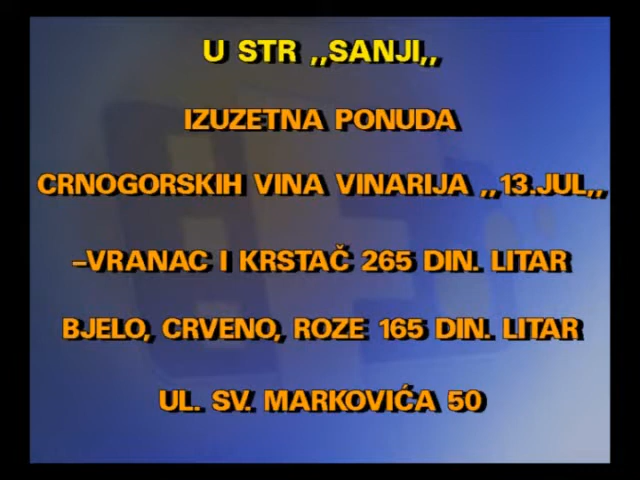 U STR ,,SANJI,,
IZUZETNA PONUDA
CRNOGORSKIH VINA VINARIJA ,,13.JUL,,
–VRANAC I KRSTAČ 265 DIN. LITAR
BJELO, CRVENO, ROZE 165 DIN. LITAR
UL. SV. MARKOVIĆA 50